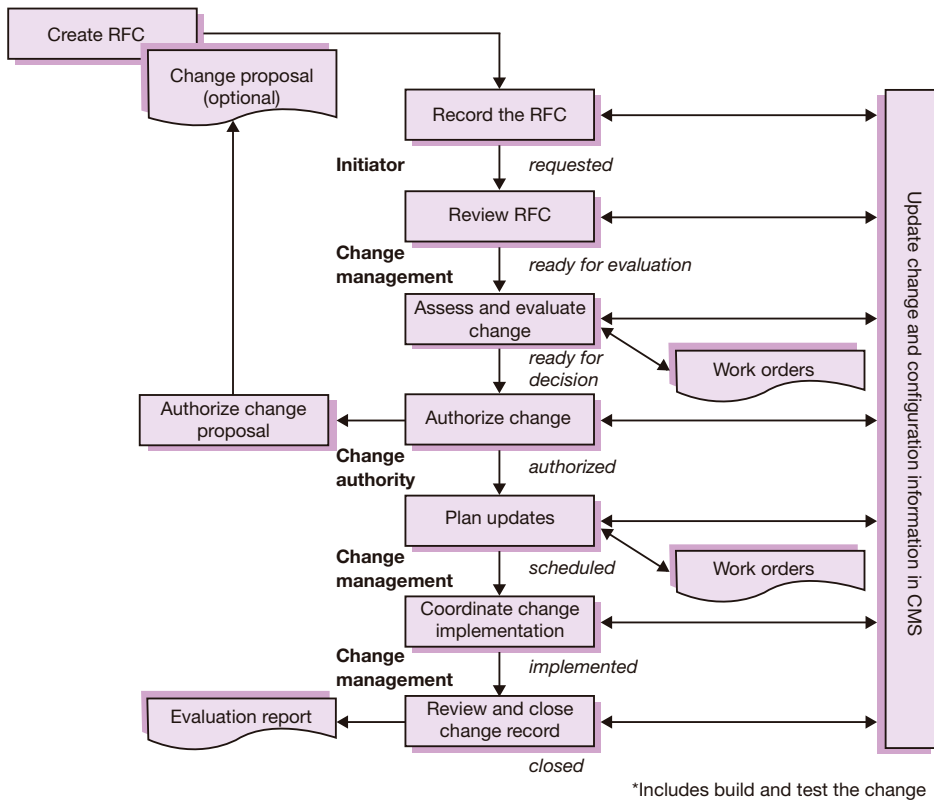 Create RFC
Change proposal
(optional)
Record the RFC
Initiator
requested
Review RFC
Change
management
ready for evaluation
Assess and evaluate
change
ready for
decision
Work orders
Authorize change
proposal
Authorize change
Change
authority
authorized
Plan updates
Change
management
scheduled
Work orders
Coordinate change
implementation
Change
management
implemented
Evaluation report
Review and close
change record
closed
Update change and configuration information in CMS
*Includes build and test the change